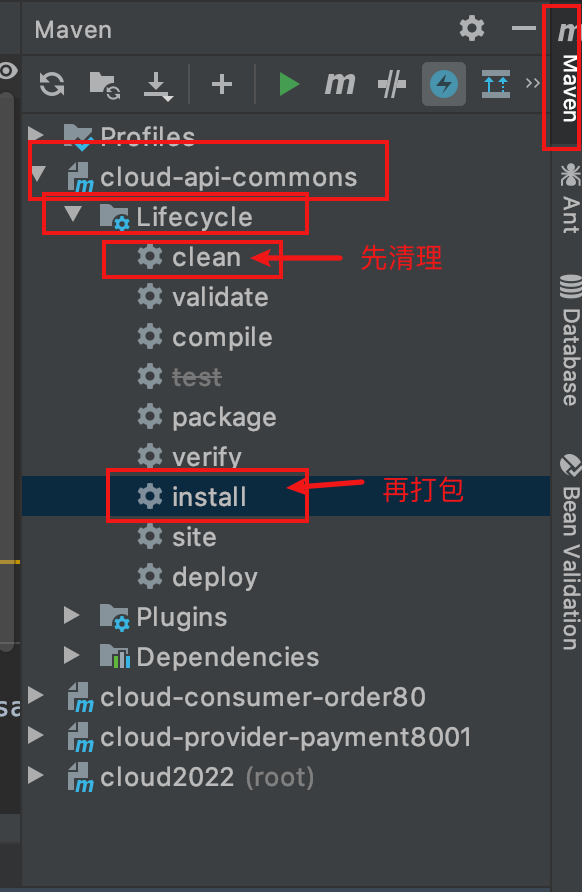 Maven
m
Profiles
cloud-api-commons
Lifecycle
clean
先清理
validate
compile
test
package
verify
install
再打包
site
deploy
Plugins
Dependencies
cloud-consumer-order80
cloud-provider-payment8001
cloud2022 (root)
sa
m
Maven
Ant
Database
Bean Validation